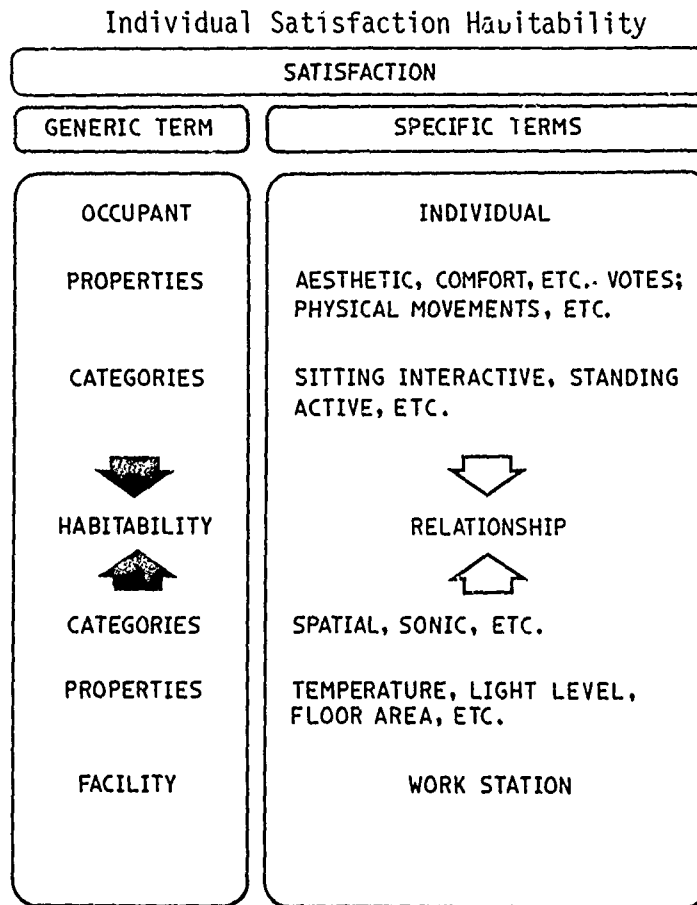 Individual Satisfaction Habitability
SATISFACTION
GENERIC TERM SPECIFIC TERMS
OCCUPANT INDIVIDUAL
PROPERTIES AESTHETIC, COMFORT, ETC. VOTES;
PHYSICAL MOVEMENTS, ETC.
CATEGORIES SITTING INTERACTIVE, STANDING
ACTIVE, ETC.
HABITABILITY RELATIONSHIP
CATEGORIES SPATIAL, SONIC, ETC.
PROPERTIES TEMPERATURE, LIGHT LEVEL,
FLOOR AREA, ETC.
FACILITY WORK STATION